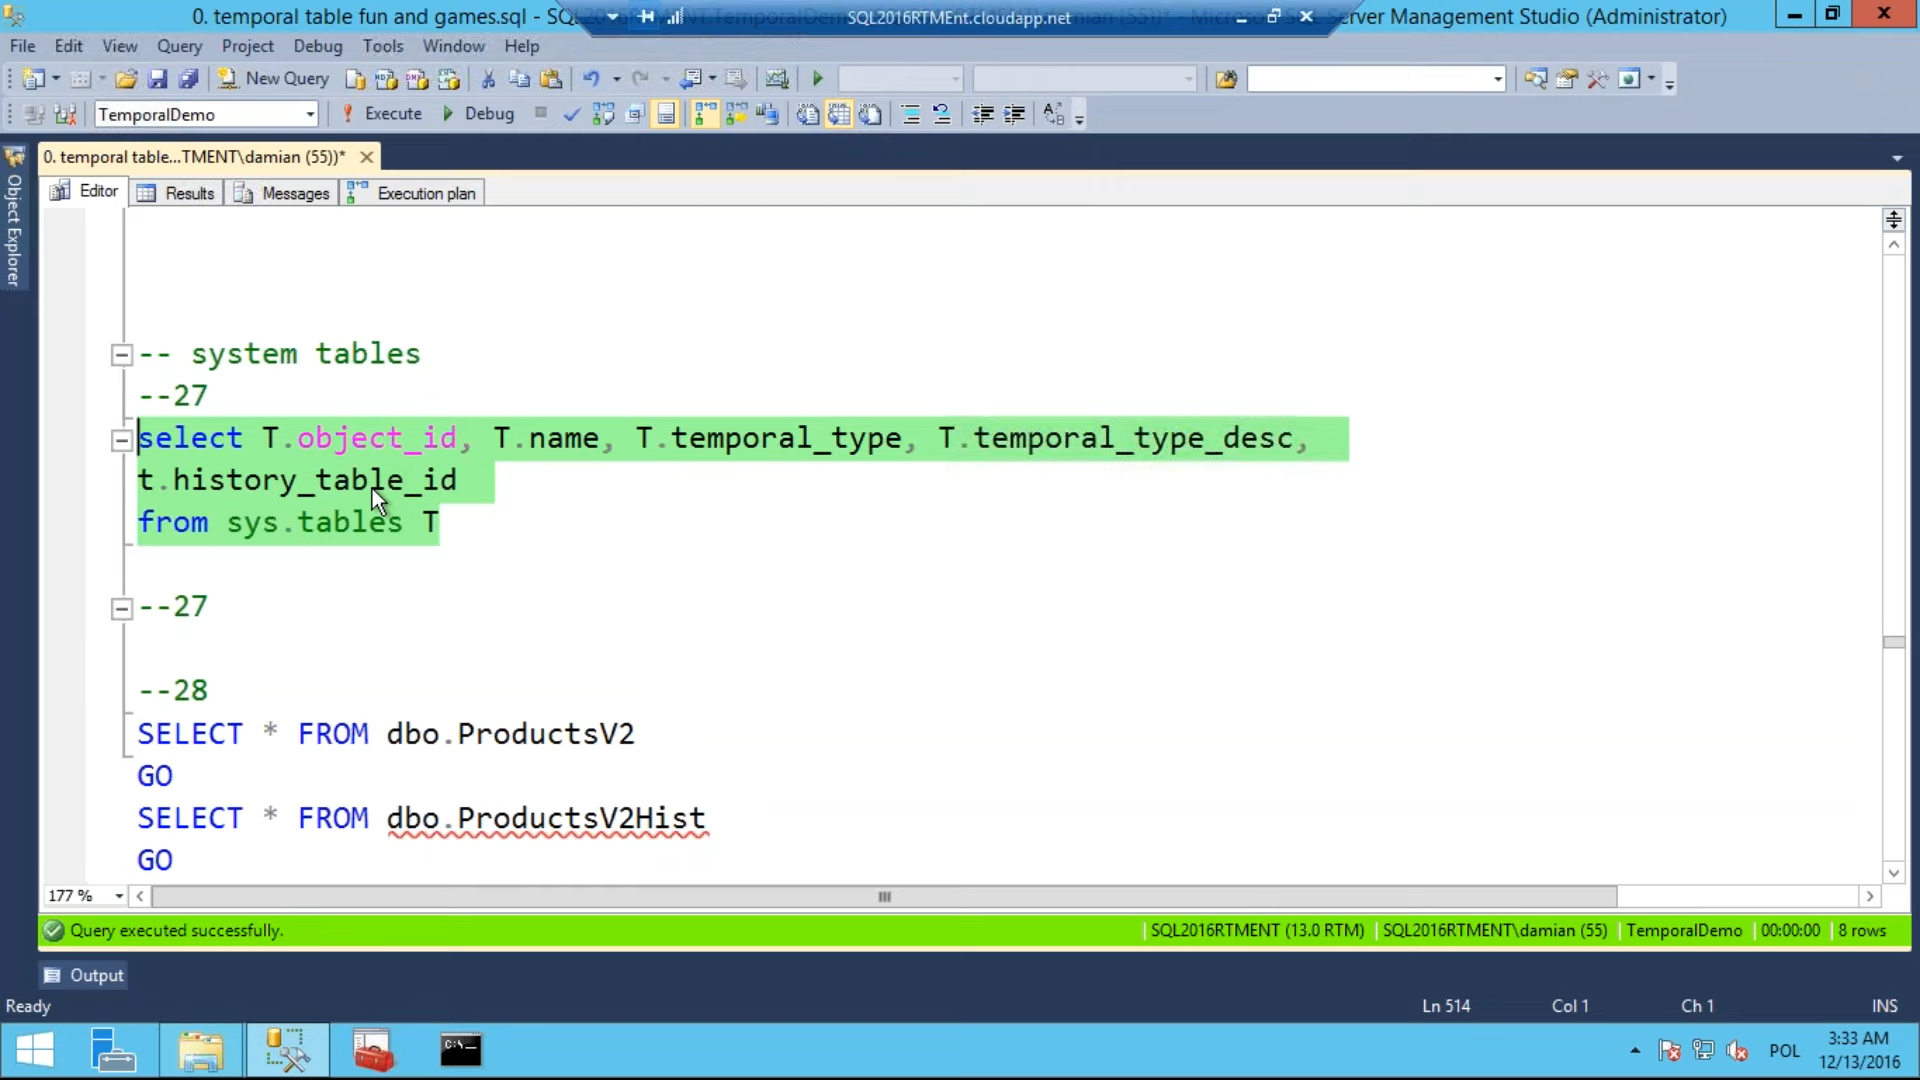 0. temporal table fun and games.sql - SQL2016RTMENT.TemporalDemo
SQL2016RTMEnt.cloudapp.net
Server Management Studio (Administrator)
File Edit View Query Project Debug Tools Window Help
New Query
TemporalDemo
Execute Debug
0. temporal table...TMENT\damian (55))*
Editor Results Messages Execution plan
Object Explorer
-- system tables
--27
select T.object_id, T.name, T.temporal_type, T.temporal_type_desc,
t.history_table_id
from sys.tables T
--27
--28
SELECT * FROM dbo.ProductsV2
GO
SELECT * FROM dbo.ProductsV2Hist
GO
177 %
Query executed successfully.
SQL2016RTMENT (13.0 RTM) SQL2016RTMENT\damian (55) TemporalDemo 00:00:00 8 rows
Output
Ready
Ln 514 Col 1 Ch 1 INS
C:\_
POL
3:33 AM
12/13/2016